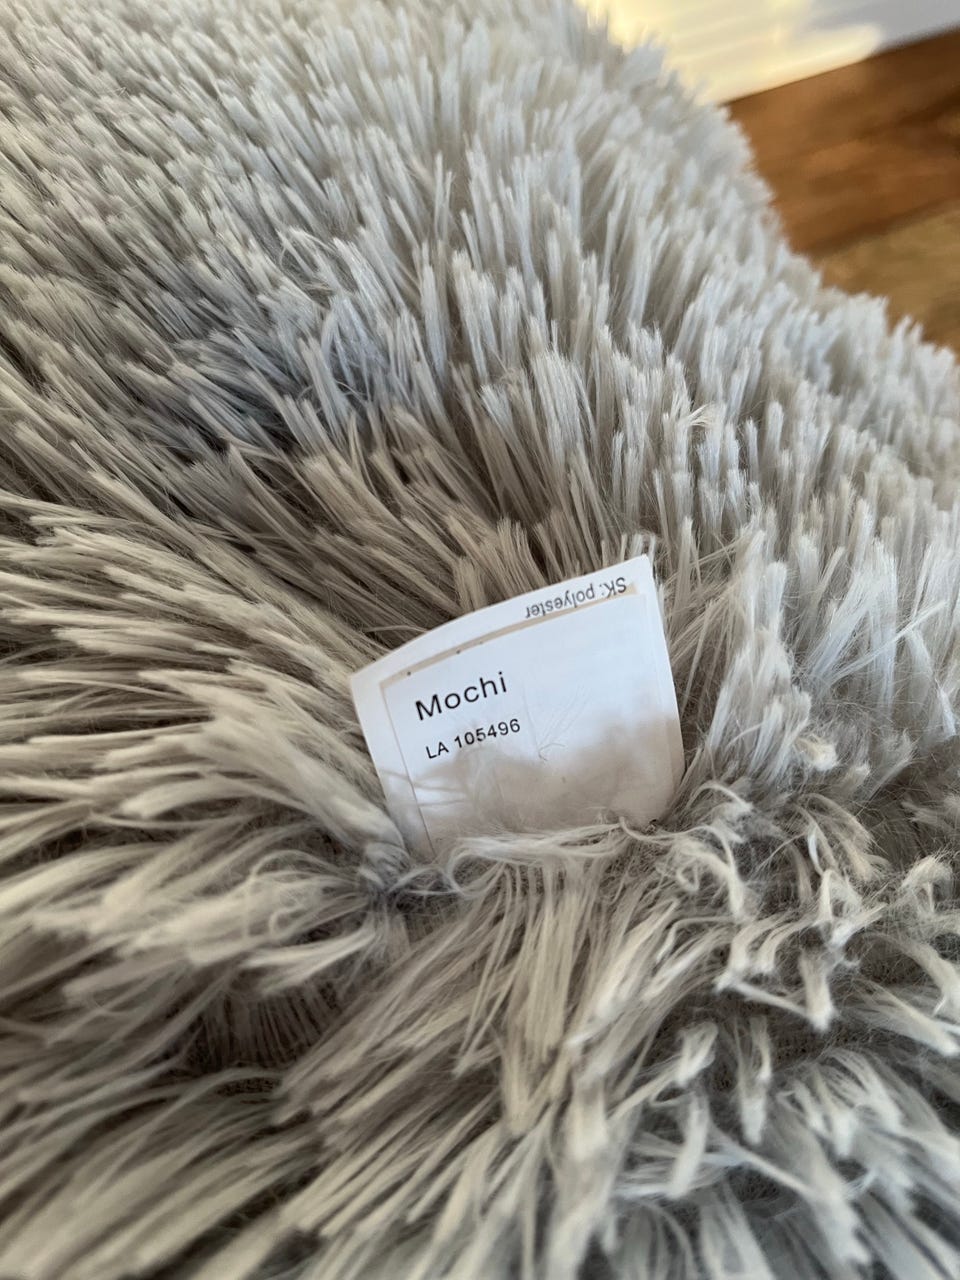 SK: polyester
Mochi
LA 105496